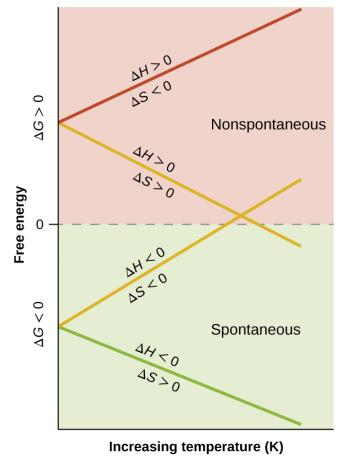 ΔH > 0
ΔS < 0
ΔG > 0
Nonspontaneous
ΔH > 0
ΔS > 0
Free energy
0
ΔH < 0
ΔS < 0
ΔG < 0
Spontaneous
ΔH < 0
ΔS > 0
Increasing temperature (K)